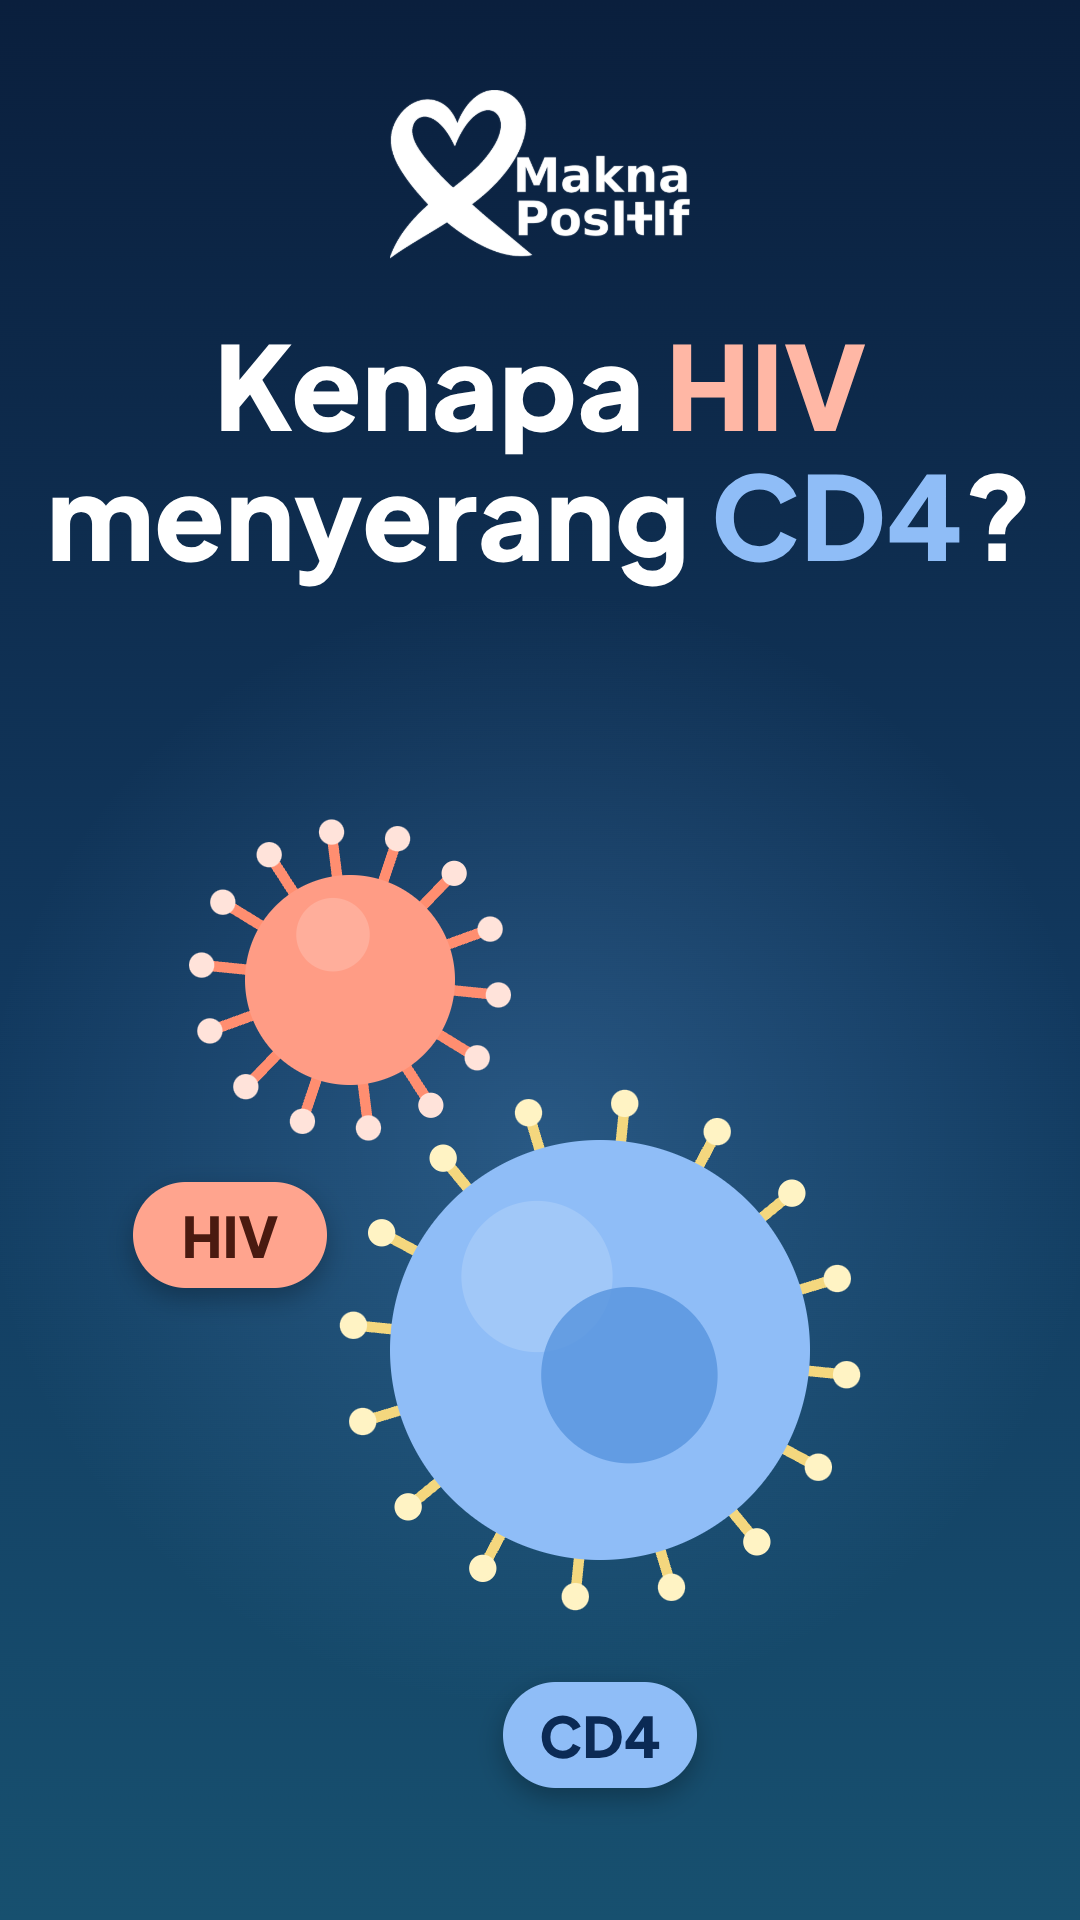 Makna
PosItIf
Kenapa HIV
menyerang CD4?
HIV
CD4